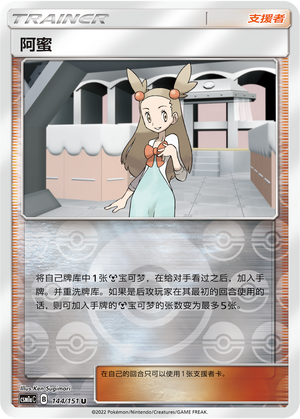 TRAINER
支援者
阿蜜
将自己牌库中1张宝可梦，在给对手看过之后，加入手
牌。并重洗牌库。如果是后攻玩家在其最初的回合使用的
话，则可加入手牌的宝可梦的张数变为最多5张。
Illus. Ken Sugimori
144/151 U
在自己的回合只可以使用1张支援者卡。
©2022 Pokémon/Nintendo/Creatures/GAME FREAK.